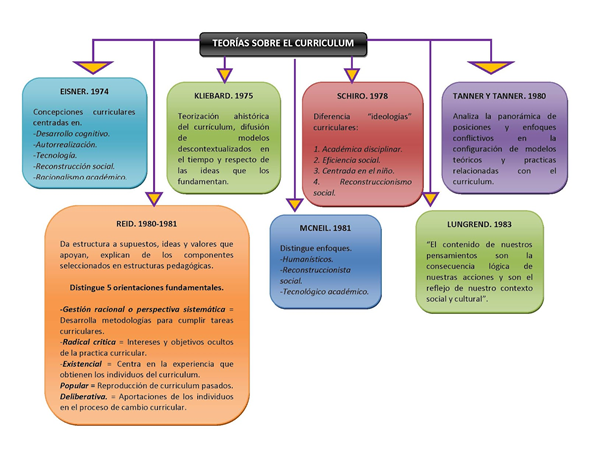 TEORÍAS SOBRE EL CURRICULUM
EISNER. 1974
Concepciones curriculares
centradas en.
-Desarrollo cognitivo.
-Autorrealización.
-Tecnología.
-Reconstrucción social.
-Racionalismo académico.
KLIEBARD. 1975
Teorización ahistórica
del currículum, difusión
de modelos
descontextualizados en
el tiempo y respecto de
las ideas que los
fundamentan.
SCHIRO. 1978
Diferencia "ideologías"
curriculares:
1. Académica disciplinar.
2. Eficiencia social.
3. Centrada en el niño.
4. Reconstruccionismo
social.
TANNER Y TANNER. 1980
Analiza la panorámica de
posiciones y enfoques
conflictivos en la
configuración de modelos
teóricos y practicas
relacionadas con el
curriculum.
REID. 1980-1981
Da estructura a supuestos, ideas y valores que
apoyan, explican de los componentes
seleccionados en estructuras pedagógicas.
Distingue 5 orientaciones fundamentales.
-Gestión racional o perspectiva sistemática =
Desarrolla metodologías para cumplir tareas
curriculares.
-Radical critica = Intereses y objetivos ocultos
de la practica curricular.
-Existencial = Centra en la experiencia que
obtienen los individuos del curriculum.
Popular = Reproducción de curriculum pasados.
Deliberativa. = Aportaciones de los individuos
en el proceso de cambio curricular.
MCNEIL. 1981
Distingue enfoques.
-Humanísticos.
-Reconstruccionista
social.
-Tecnológico académico.
LUNGREND. 1983
"El contenido de nuestros
pensamientos son la
consecuencia lógica de
nuestras acciones y son el
reflejo de nuestro contexto
social y cultural".